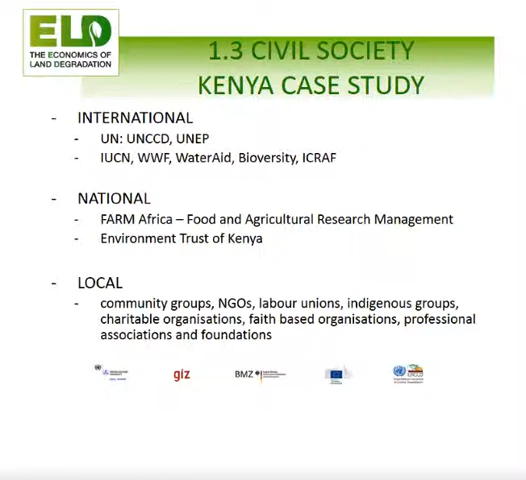 ELD
THE ECONOMICS OF
LAND DEGRADATION
1.3 CIVIL SOCIETY
KENYA CASE STUDY
- INTERNATIONAL
- UN: UNCCD, UNEP
- IUCN, WWF, WaterAid, Bioversity, ICRAF
- NATIONAL
- FARM Africa – Food and Agricultural Research Management
- Environment Trust of Kenya
- LOCAL
- community groups, NGOs, labour unions, indigenous groups,
charitable organisations, faith based organisations, professional
associations and foundations
giz
BMZ